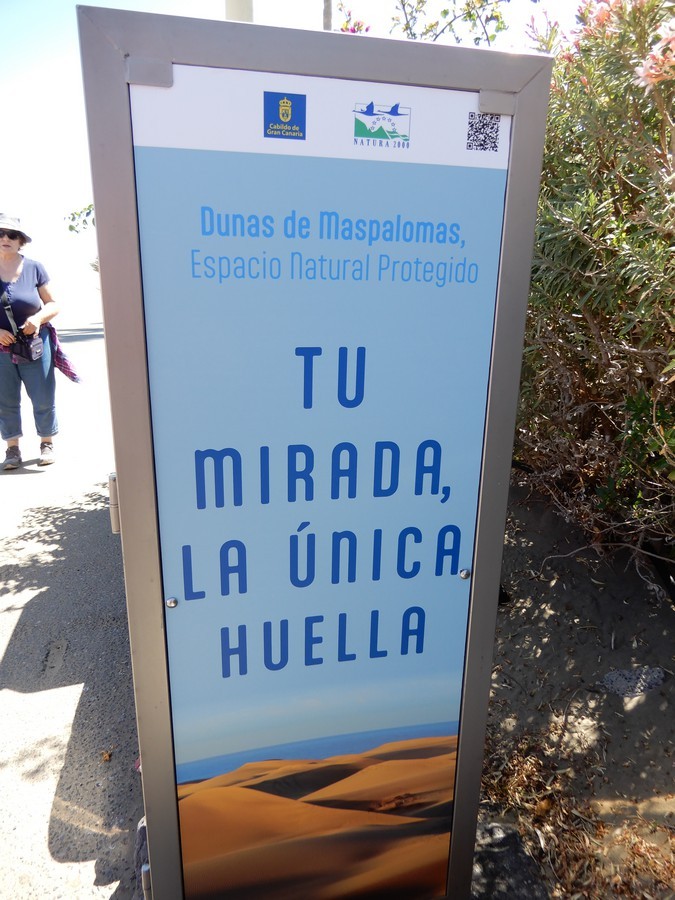 Cabildo de
Gran Canaria
NATURA 2000
Dunas de Maspalomas,
Espacio Natural Protegido
TU
MIRADA,
LA ÚNICA
HUELLA